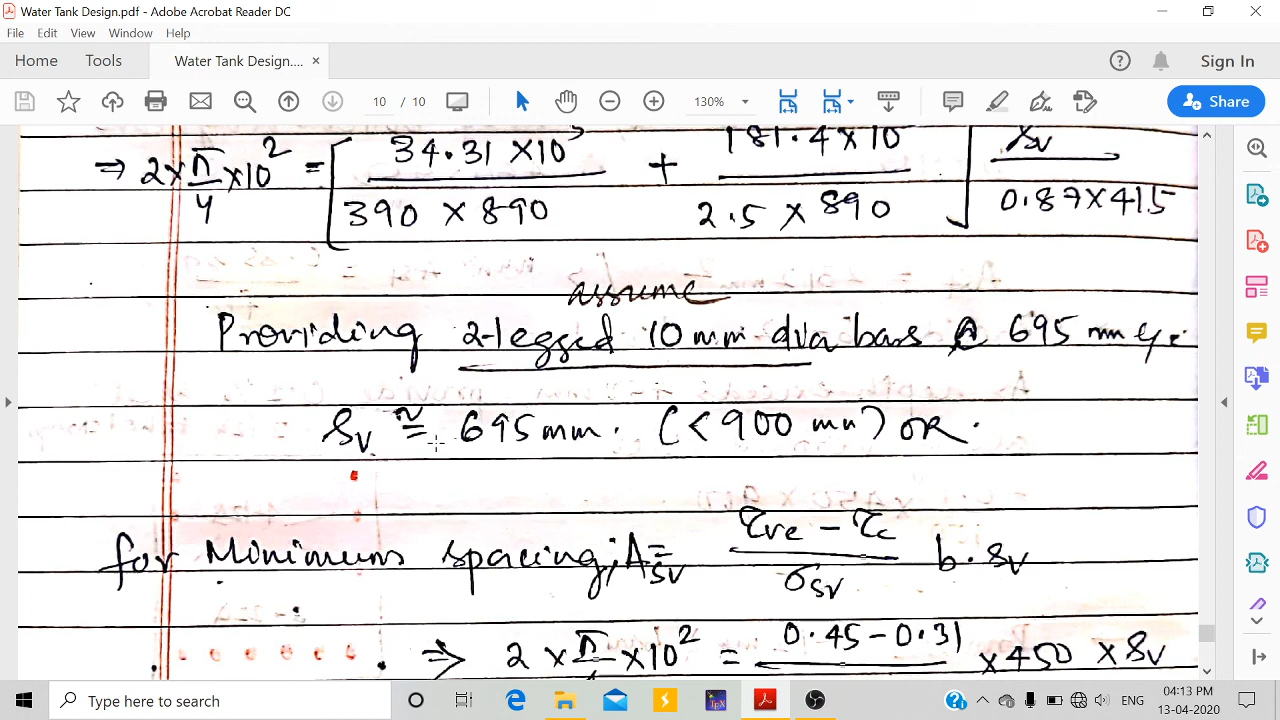 Water Tank Design.pdf - Adobe Acrobat Reader DC
File Edit View Window Help
Home Tools Water Tank Design.... × Sign In
10 / 10 130% Share
⇒ 2×π/4×10² = [ 34.31 ×10³ / 390 × 890 + 181.4×10 / 2.5 × 890 ] Sv / 0.87×415
assume
Providing 2-legged 10mm dia bars @ 695 mm c/c
Sv ≅ 695mm. (<900 mm) OR.
for Minimum spacing; Asv = τve - τc / σsv b.sv
⇒ 2 × π × 10² = 0.45-0.31 ×450 × Sv
Type here to search
ENG
04:13 PM
13-04-2020